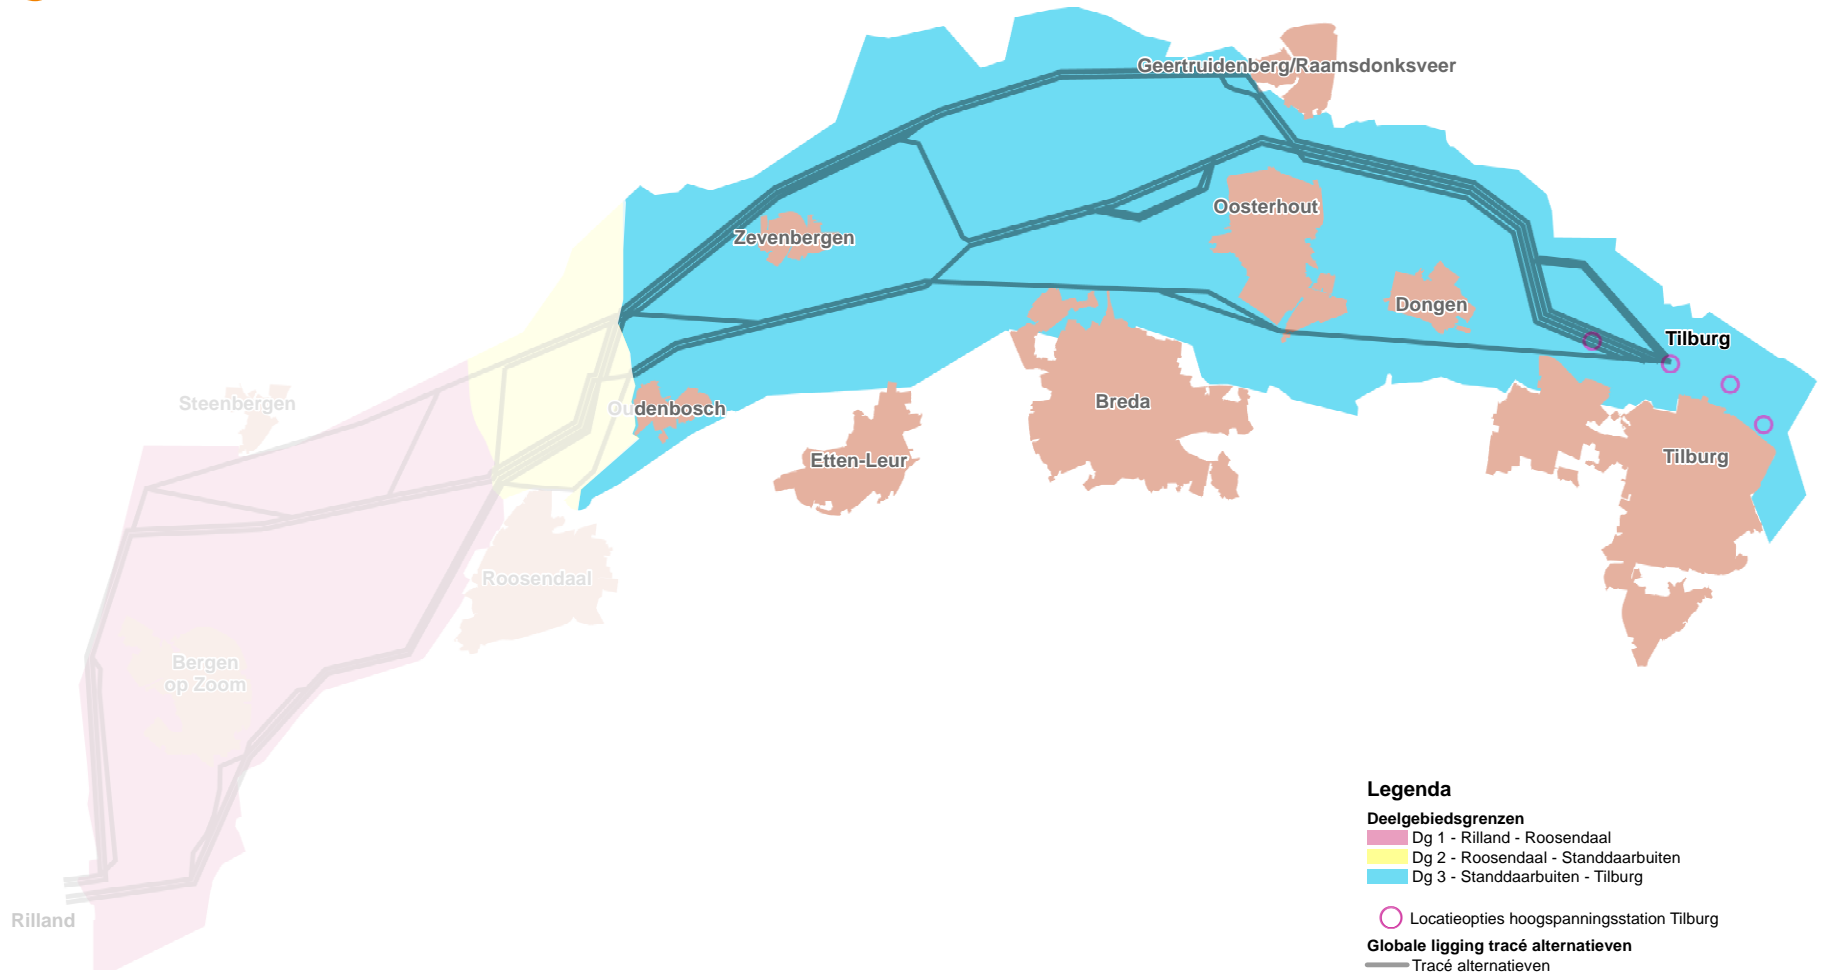 Geertruidenberg/Raamsdonksveer
Oosterhout
Zevenbergen
Dongen
Tilburg
Steenbergen
Oudenbosch
Breda
Etten-Leur
Tilburg
Roosendaal
Bergen
op Zoom
Rilland
Legenda
Deelgebiedsgrenzen
Dg 1 - Rilland - Roosendaal
Dg 2 - Roosendaal - Standdaarbuiten
Dg 3 - Standdaarbuiten - Tilburg
Locatieopties hoogspanningsstation Tilburg
Globale ligging tracé alternatieven
Tracé alternatieven